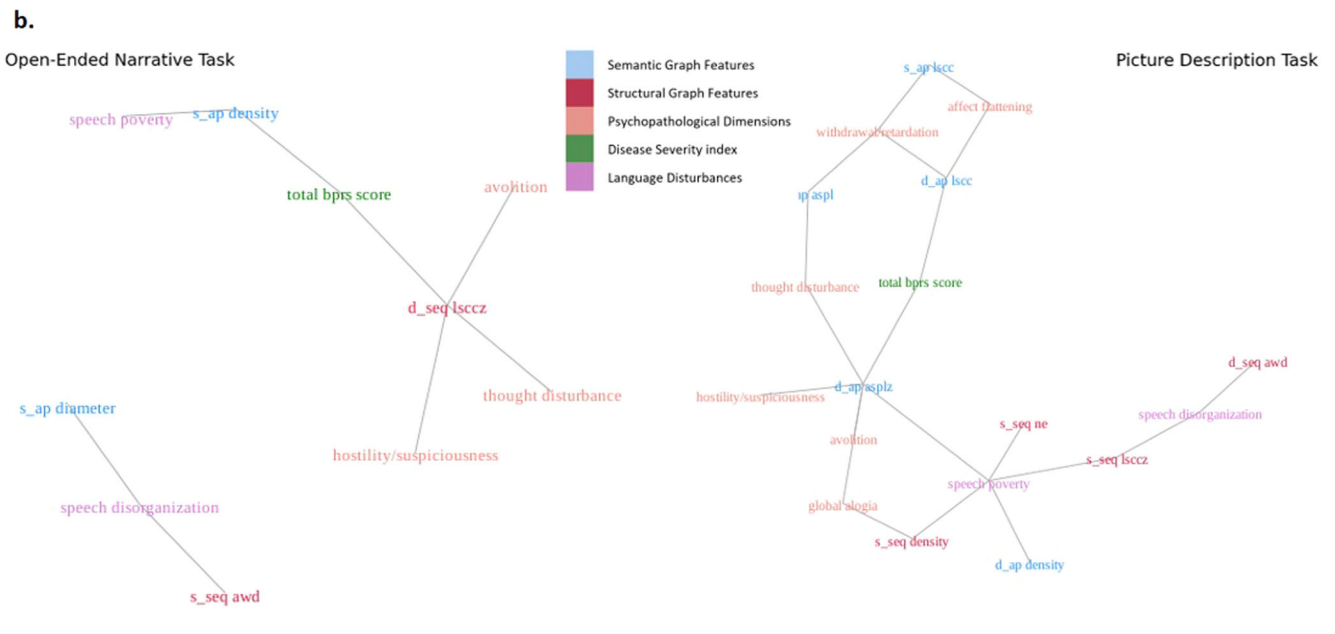 b.
Open-Ended Narrative Task
speech poverty
s_ap density
total bprs score
avolition
d_seq lsccz
thought disturbance
hostility/suspiciousness
s_ap diameter
speech disorganization
s_seq awd
Semantic Graph Features
Structural Graph Features
Psychopathological Dimensions
Disease Severity index
Language Disturbances
Picture Description Task
s_ap lscc
affect flattening
withdrawal/retardation
d_ap lscc
ap aspl
thought disturbance
total bprs score
hostility/suspiciousness
d_ap asplz
avolition
global alogia
s_seq density
speech poverty
s_seq ne
s_seq lsccz
speech disorganization
d_seq awd
d_ap density